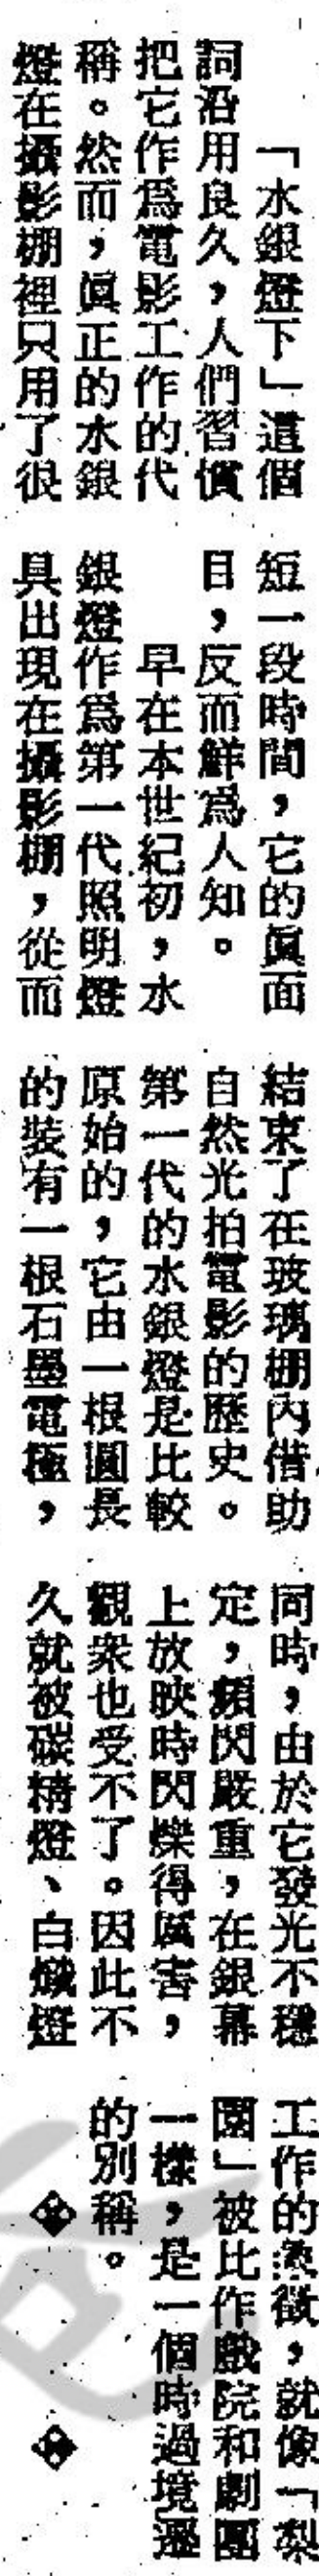 「水銀燈下」這個
詞沿用良久，人們習慣
把它作爲電影工作的代
稱。然而，眞正的水銀
燈在攝影棚裡只用了很
短一段時間，它的眞面
目，反而鮮爲人知。
早在本世紀初，水
銀燈作爲第一代照明燈
具出現在攝影棚，從而
結束了在玻璃棚內借助
自然光拍電影的歷史。
第一代的水銀燈是比較
原始的，它由一根圓長
的裝有一根石墨電極，
同時，由於它發光不穩
定，頻閃嚴重，在銀幕
上放映時閃爍得厲害，
觀衆也受不了。因此不
久就被碳精燈、白熾燈
工作的象徵，就像「梨
園」被比作戲院和劇團
一樣，是一個時過境遷
的別稱。